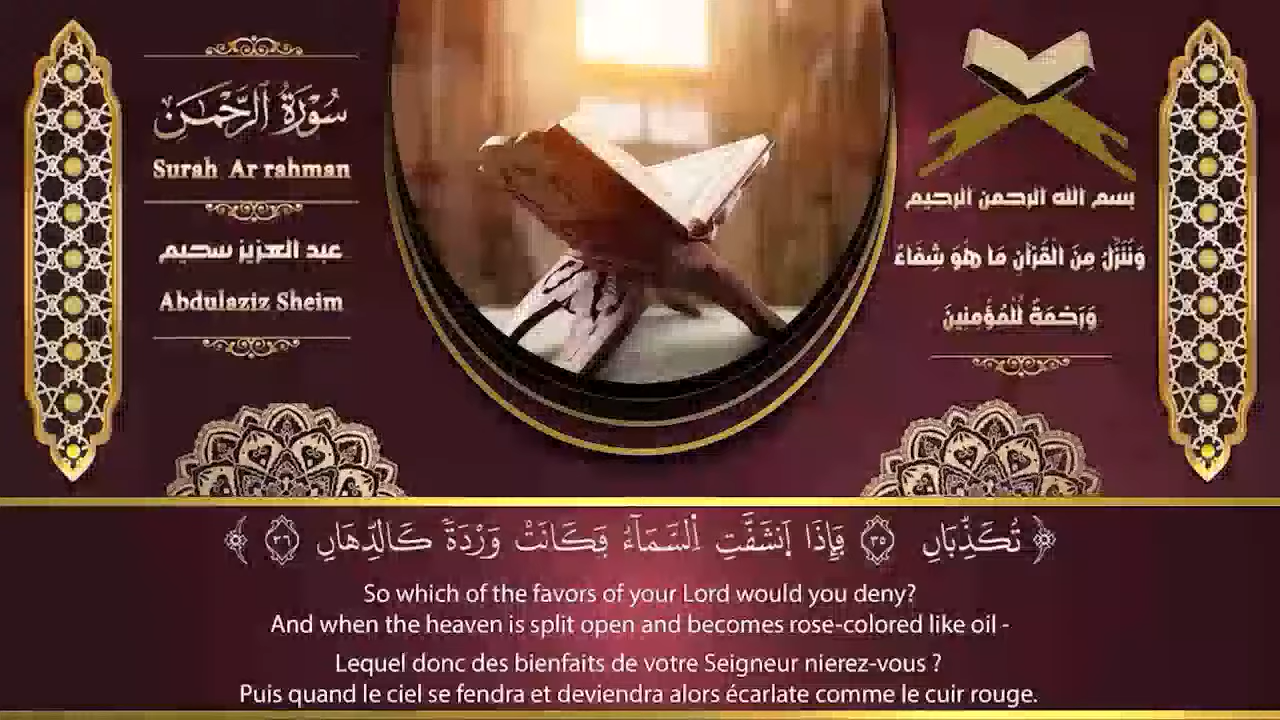 سُورَةُ الرَّحْمَٰن
Surah Ar rahman
عبد العزيز سحيم
Abdulaziz Sheim
بسم الله الرحمن الرحيم
وَنُنَزِّلُ مِنَ الْقُرْآنِ مَا هُوَ شِفَاءٌ
وَرَحْمَةٌ لِّلْمُؤْمِنِينَ
﴿ تُكَذِّبَانِ ٣٥ فَإِذَا اَ۪نشَقَّتِ اِ۬لسَّمَآءُ فَكَانَتْ وَرْدَةٗ كَالدِّهَانِ ٣٦ ﴾
So which of the favors of your Lord would you deny?
And when the heaven is split open and becomes rose-colored like oil -
Lequel donc des bienfaits de votre Seigneur nierez-vous ?
Puis quand le ciel se fendra et deviendra alors écarlate comme le cuir rouge.